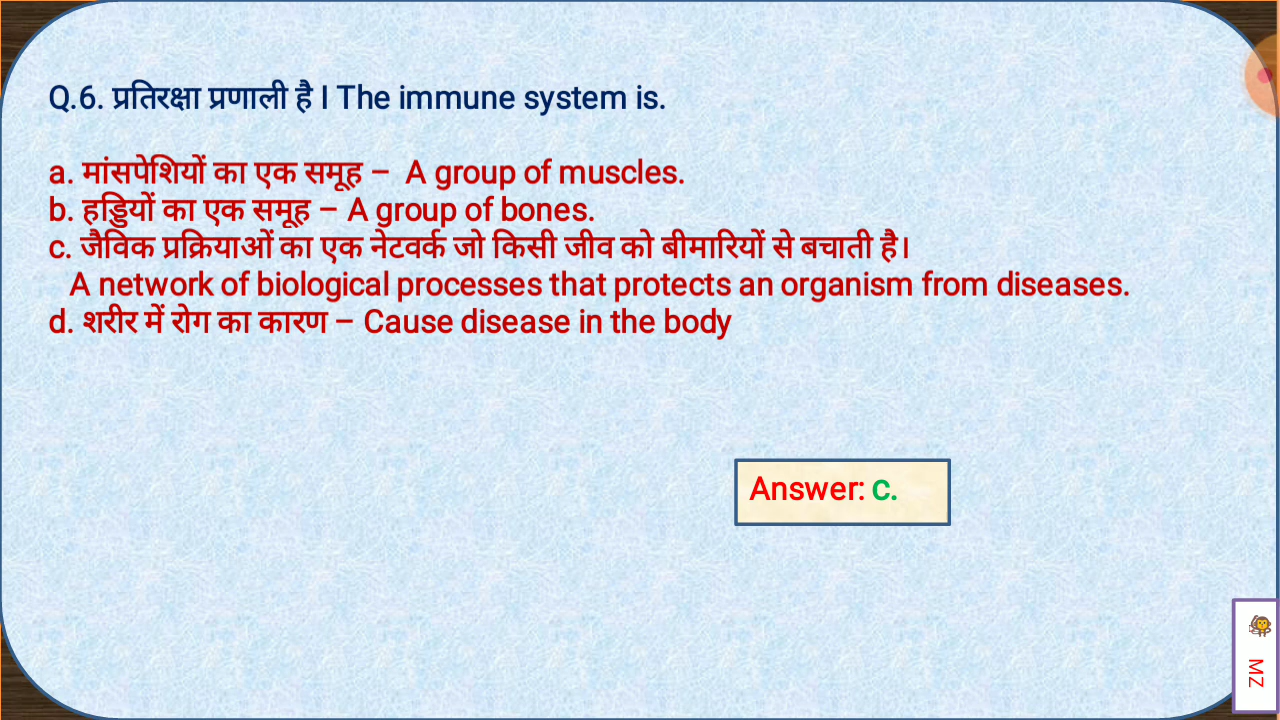 Q.6. प्रतिरक्षा प्रणाली है I The immune system is.
a. मांसपेशियों का एक समूह – A group of muscles.
b. हड्डियों का एक समूह – A group of bones.
c. जैविक प्रक्रियाओं का एक नेटवर्क जो किसी जीव को बीमारियों से बचाती है।
A network of biological processes that protects an organism from diseases.
d. शरीर में रोग का कारण – Cause disease in the body
Answer: c.
MZ